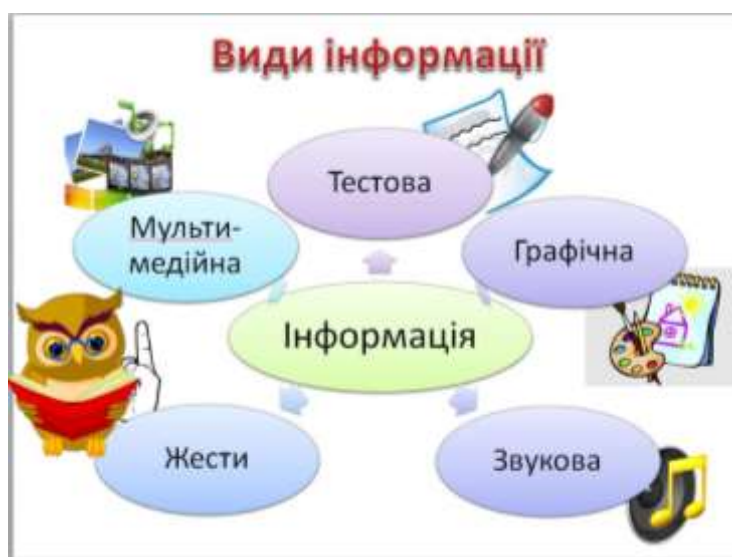 Види інформації
Тестова
Мульти-
медійна
Графічна
Інформація
Жести
Звукова